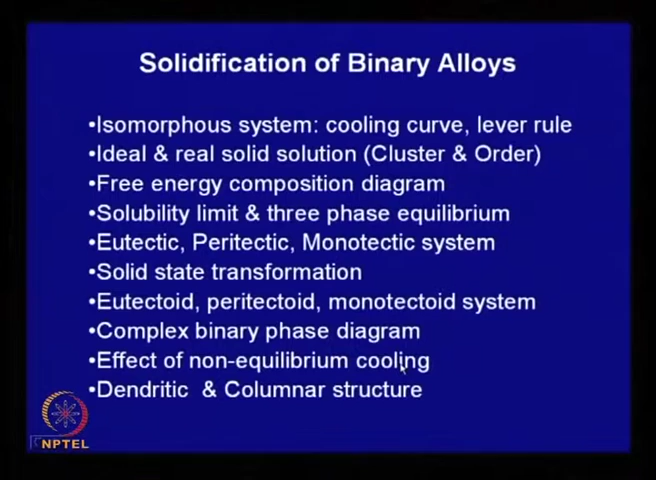 Solidification of Binary Alloys
•Isomorphous system: cooling curve, lever rule
•Ideal & real solid solution (Cluster & Order)
•Free energy composition diagram
•Solubility limit & three phase equilibrium
•Eutectic, Peritectic, Monotectic system
•Solid state transformation
•Eutectoid, peritectoid, monotectoid system
•Complex binary phase diagram
•Effect of non-equilibrium cooling
•Dendritic & Columnar structure
NPTEL